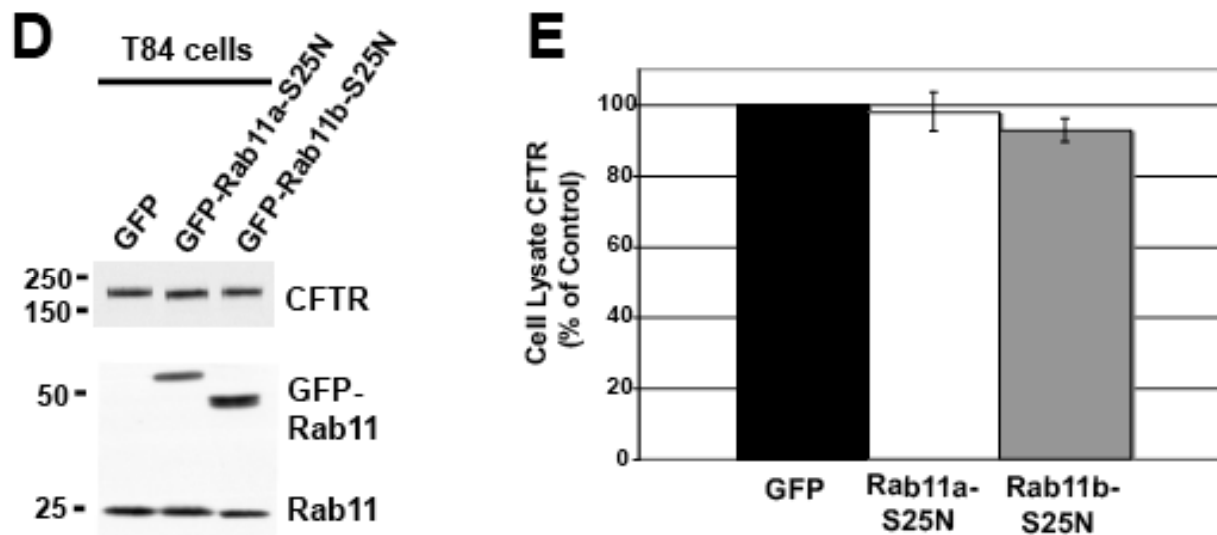 D
T84 cells
GFP
GFP-Rab11a-S25N
GFP-Rab11b-S25N
250
150
CFTR
50
GFP-
Rab11
25
Rab11
E
Cell Lysate CFTR
(% of Control)
100
80
60
40
20
0
GFP
Rab11a-
S25N
Rab11b-
S25N